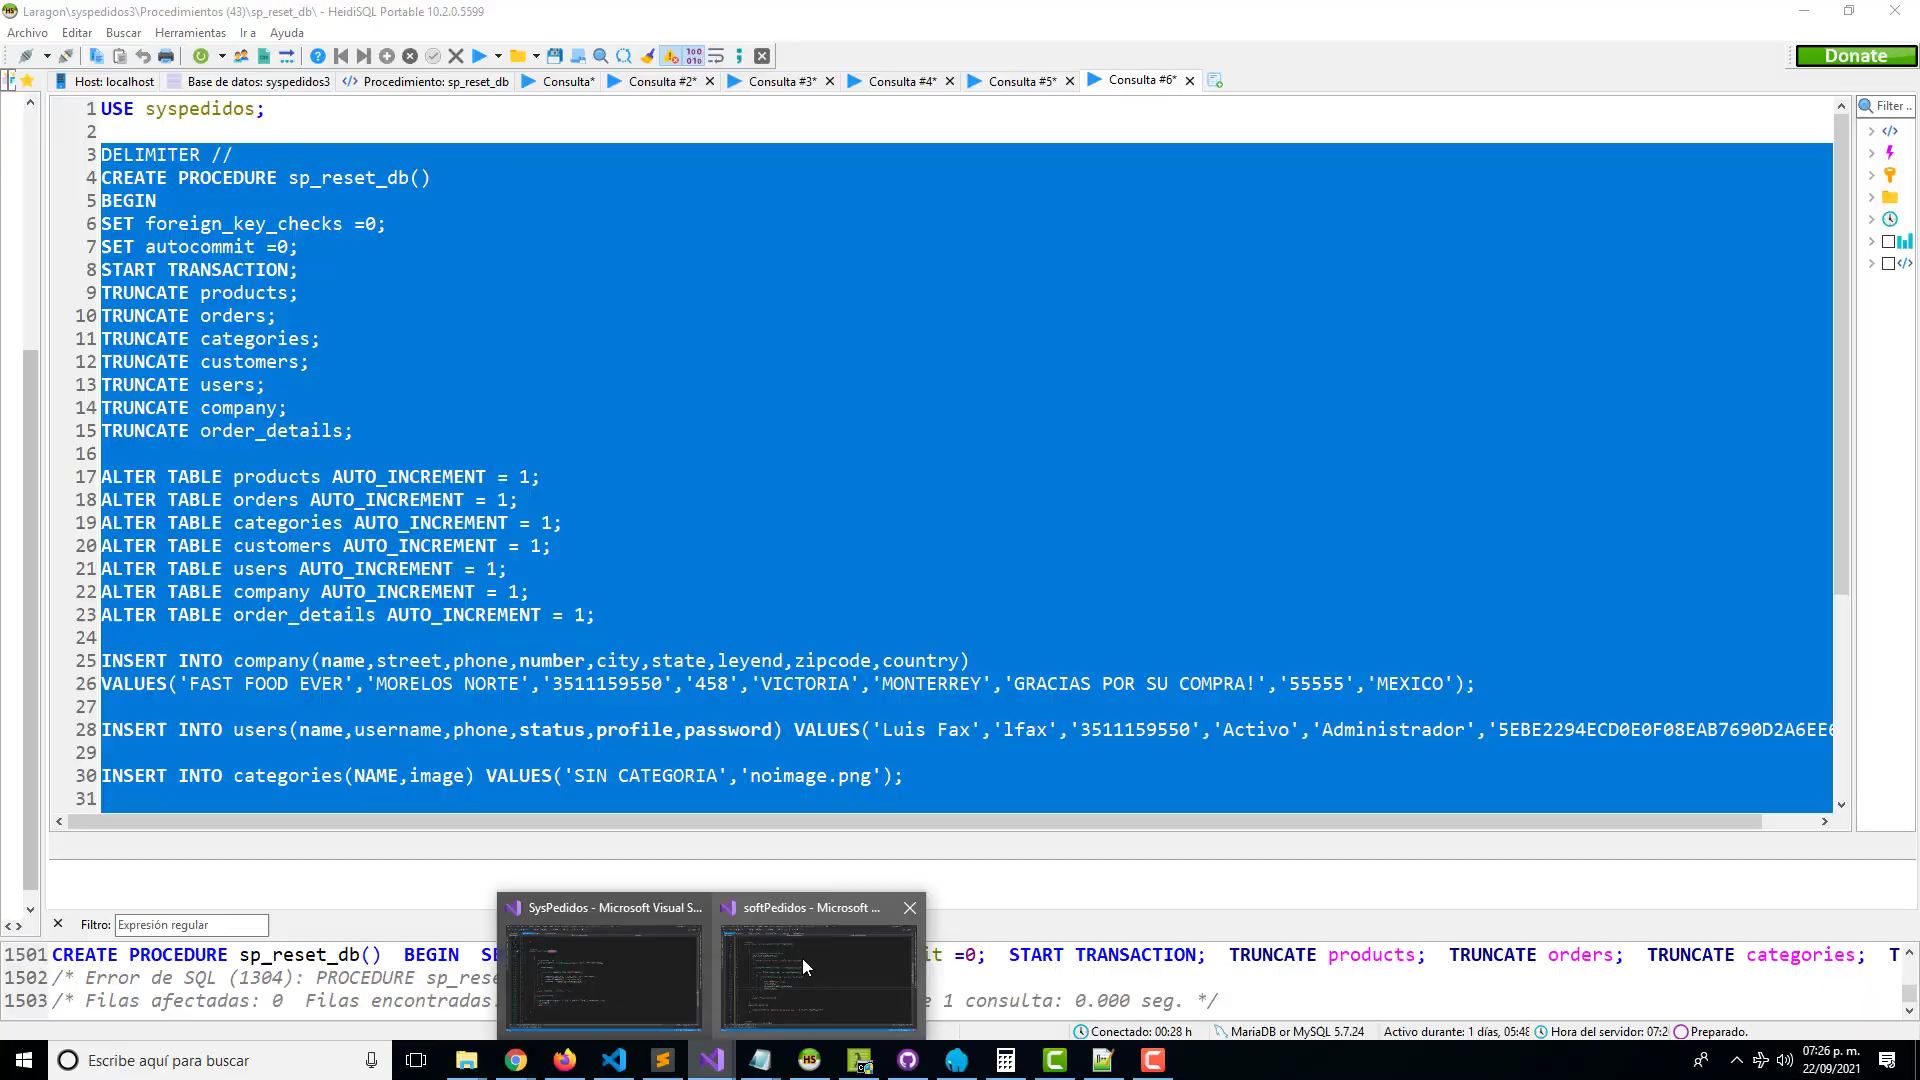 Laragon\syspedidos3\Procedimientos (43)\sp_reset_db\ - HeidiSQL Portable 10.2.0.5599
Archivo Editar Buscar Herramientas Ir a Ayuda
Donate
Host: localhost Base de datos: syspedidos3 Procedimiento: sp_reset_db Consulta* Consulta #2* Consulta #3* Consulta #4* Consulta #5* Consulta #6*
Filter ..
1 USE syspedidos;
2
3 DELIMITER //
4 CREATE PROCEDURE sp_reset_db()
5 BEGIN
6 SET foreign_key_checks =0;
7 SET autocommit =0;
8 START TRANSACTION;
9 TRUNCATE products;
10 TRUNCATE orders;
11 TRUNCATE categories;
12 TRUNCATE customers;
13 TRUNCATE users;
14 TRUNCATE company;
15 TRUNCATE order_details;
16
17 ALTER TABLE products AUTO_INCREMENT = 1;
18 ALTER TABLE orders AUTO_INCREMENT = 1;
19 ALTER TABLE categories AUTO_INCREMENT = 1;
20 ALTER TABLE customers AUTO_INCREMENT = 1;
21 ALTER TABLE users AUTO_INCREMENT = 1;
22 ALTER TABLE company AUTO_INCREMENT = 1;
23 ALTER TABLE order_details AUTO_INCREMENT = 1;
24
25 INSERT INTO company(name,street,phone,number,city,state,leyend,zipcode,country)
26 VALUES('FAST FOOD EVER','MORELOS NORTE','3511159550','458','VICTORIA','MONTERREY','GRACIAS POR SU COMPRA!','55555','MEXICO');
27
28 INSERT INTO users(name,username,phone,status,profile,password) VALUES('Luis Fax','lfax','3511159550','Activo','Administrador','5EBE2294ECD0E0F08EAB7690D2A6EE6
29
30 INSERT INTO categories(NAME,image) VALUES('SIN CATEGORIA','noimage.png');
31
SysPedidos - Microsoft Visual S... softPedidos - Microsoft ...
Filtro: Expresión regular
1501 CREATE PROCEDURE sp_reset_db() BEGIN SE it =0; START TRANSACTION; TRUNCATE products; TRUNCATE orders; TRUNCATE categories; T
1502 /* Error de SQL (1304): PROCEDURE sp_rese
1503 /* Filas afectadas: 0 Filas encontradas: e 1 consulta: 0.000 seg. */
Conectado: 00:28 h MariaDB or MySQL 5.7.24 Activo durante: 1 días, 05:48 Hora del servidor: 07:2 Preparado.
Escribe aquí para buscar
07:26 p. m.
22/09/2021